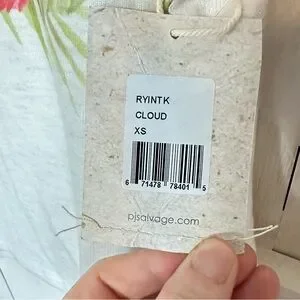 RYINTK
CLOUD
XS
6 71478 78401 5
pjsalvage.com